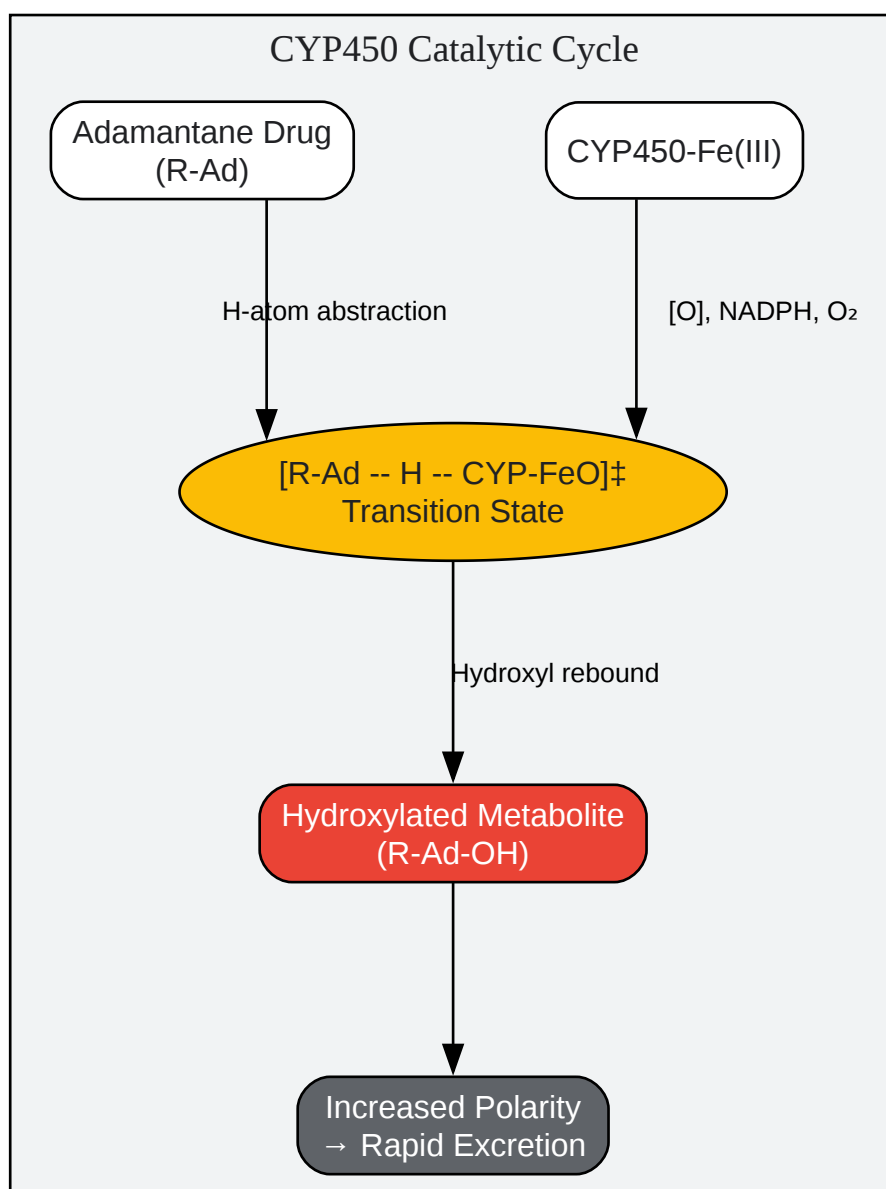 CYP450 Catalytic Cycle
Adamantane Drug
(R-Ad)
CYP450-Fe(III)
H-atom abstraction
[O], NADPH, O₂
[R-Ad -- H -- CYP-FeO]‡
Transition State
Hydroxyl rebound
Hydroxylated Metabolite
(R-Ad-OH)
Increased Polarity
→ Rapid Excretion